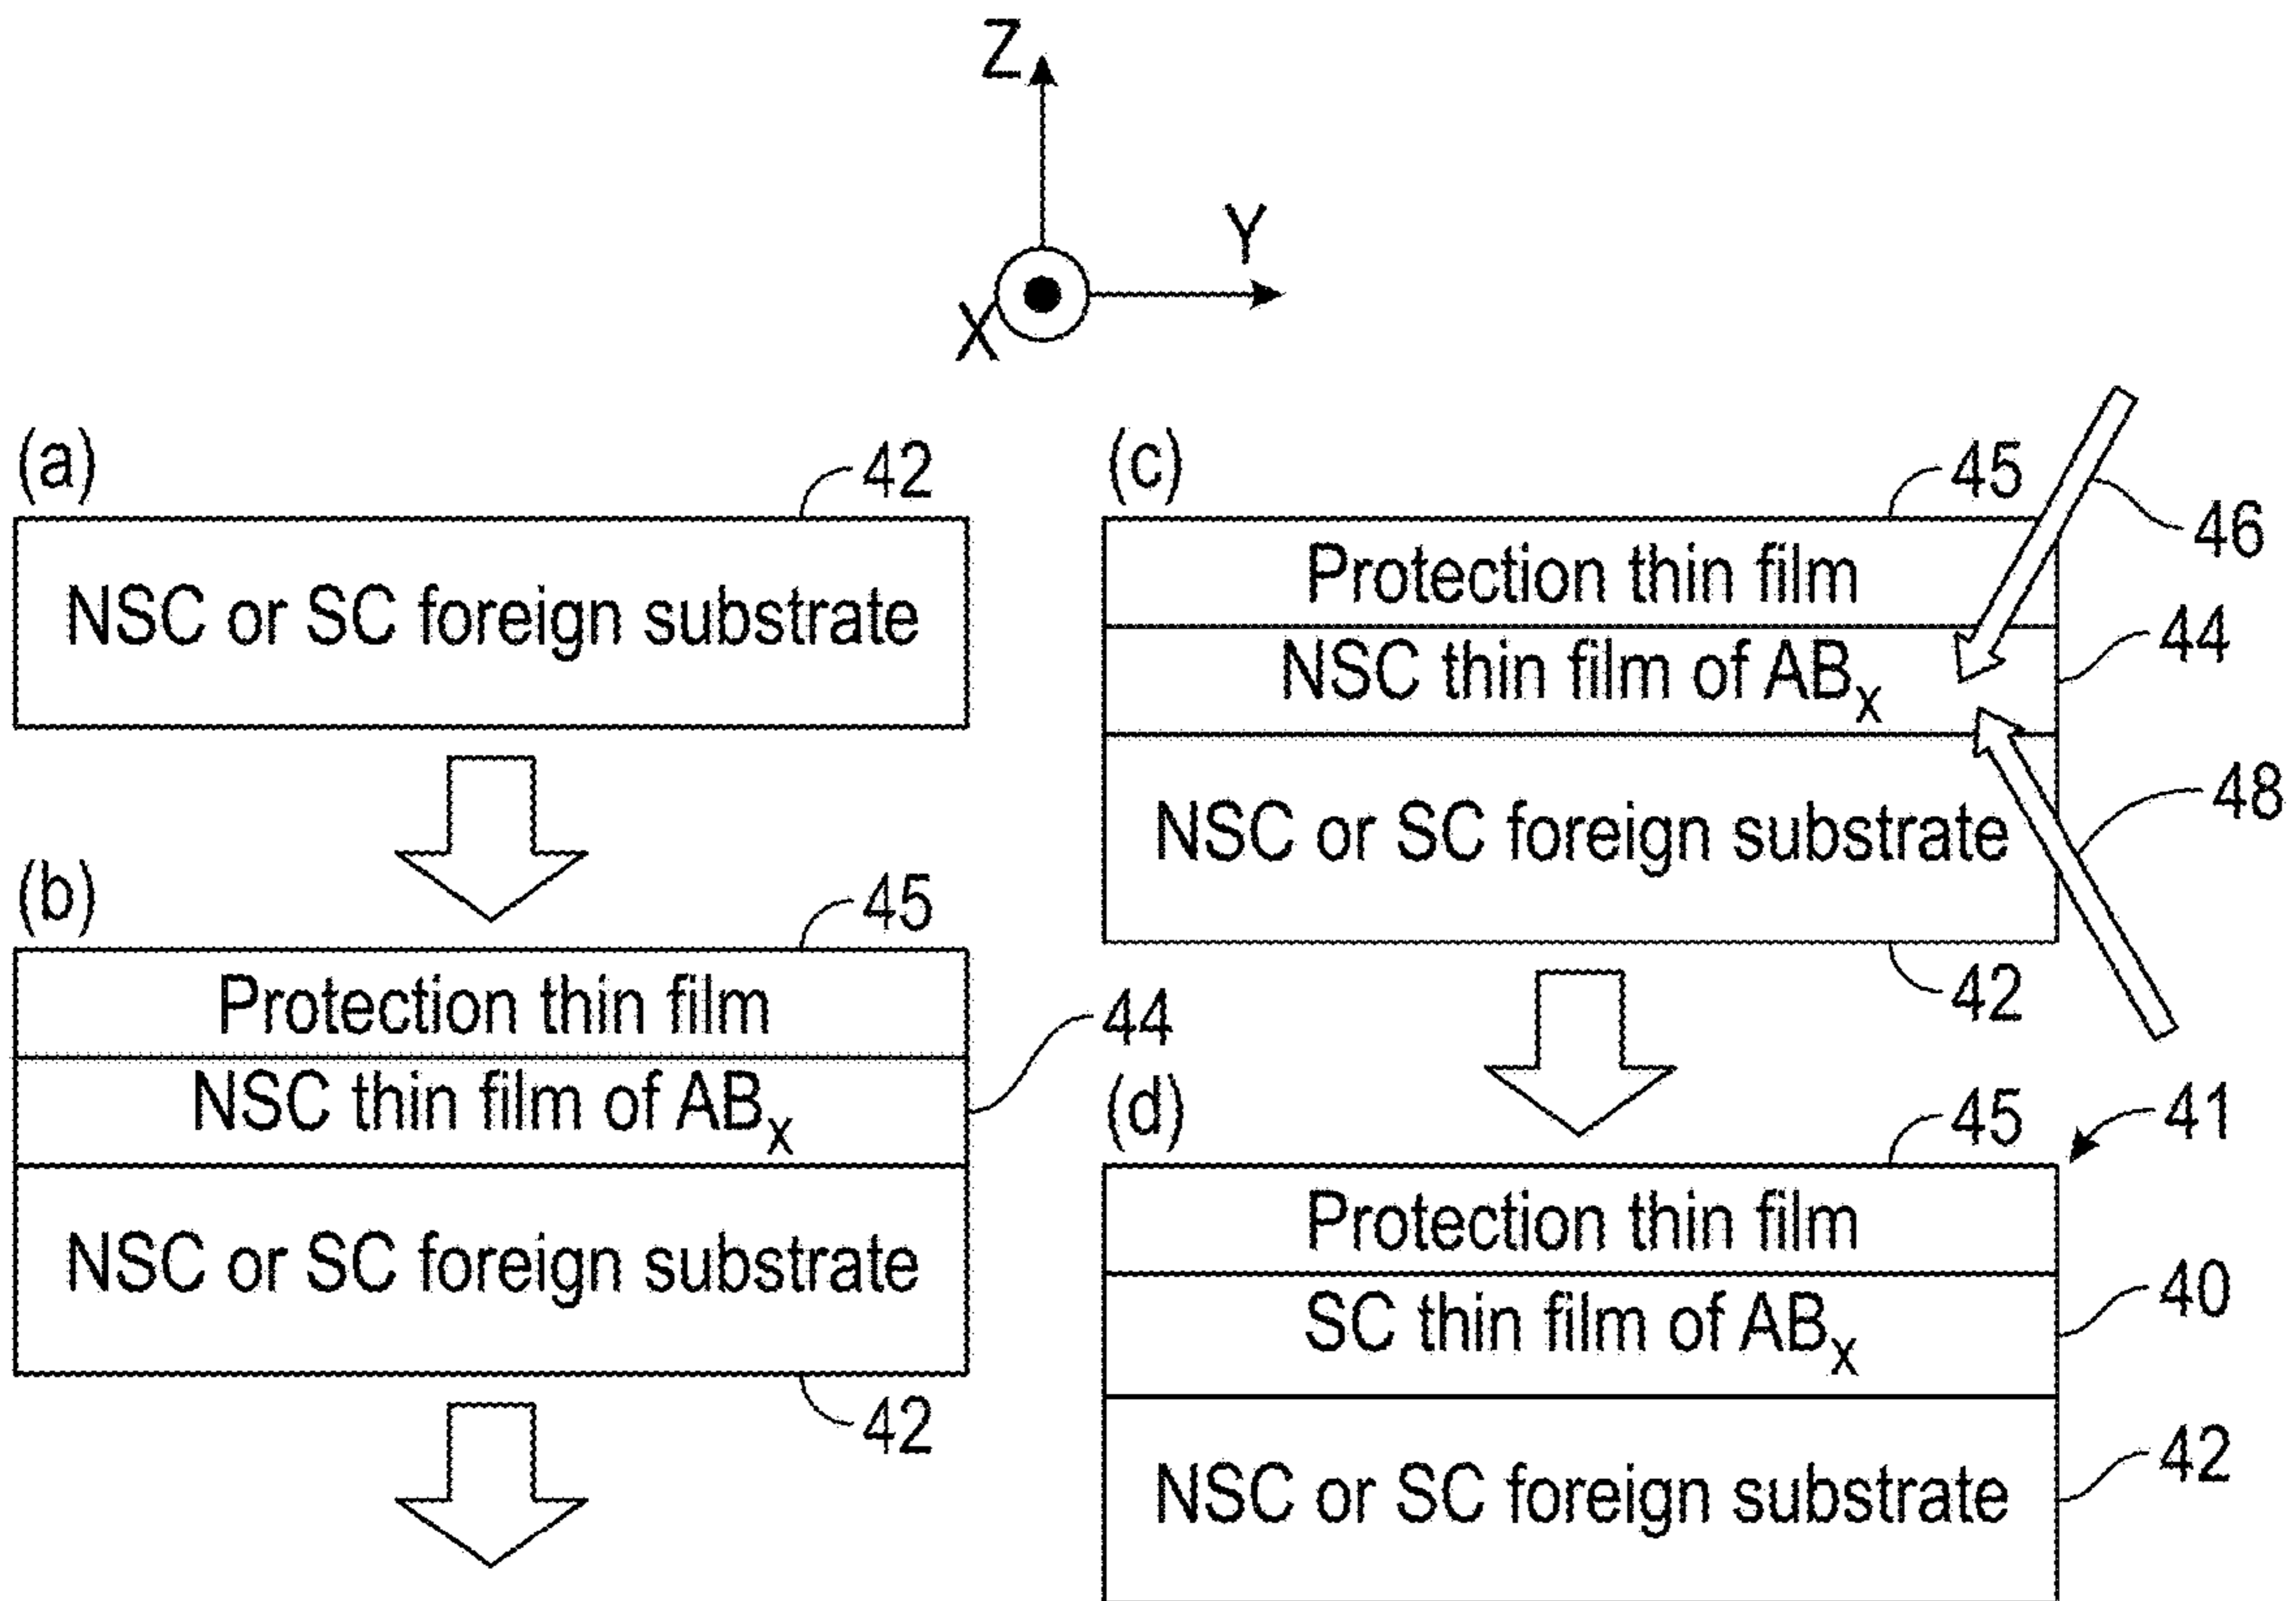 Z
Y
X
(a)
42
NSC or SC foreign substrate
(b)
45
Protection thin film
44
NSC thin film of ABx
NSC or SC foreign substrate
42
(c)
45
46
Protection thin film
44
NSC thin film of ABx
48
NSC or SC foreign substrate
42
(d)
45
41
Protection thin film
40
SC thin film of ABx
42
NSC or SC foreign substrate